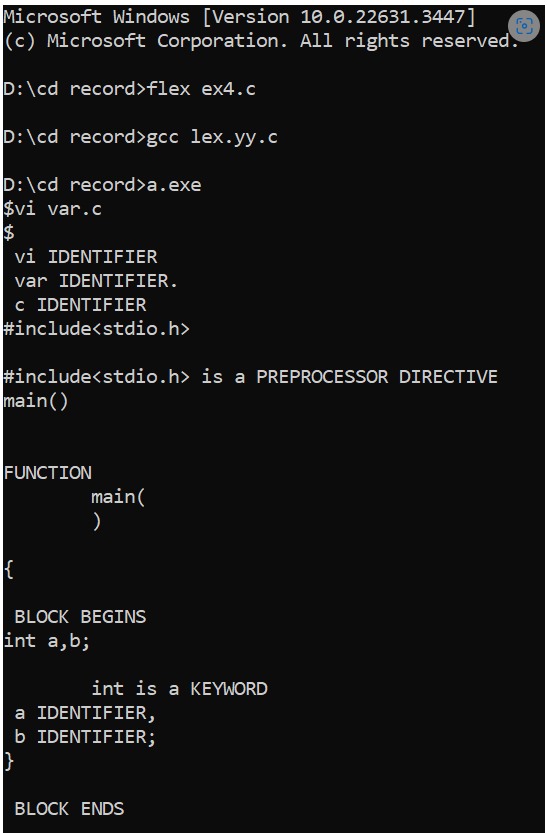 Microsoft Windows [Version 10.0.22631.3447]
(c) Microsoft Corporation. All rights reserved.
D:\cd record>flex ex4.c
D:\cd record>gcc lex.yy.c
D:\cd record>a.exe
$vi var.c
$
vi IDENTIFIER
var IDENTIFIER.
c IDENTIFIER
#include<stdio.h>
#include<stdio.h> is a PREPROCESSOR DIRECTIVE
main()
FUNCTION
main(
)
{
BLOCK BEGINS
int a,b;
int is a KEYWORD
a IDENTIFIER,
b IDENTIFIER;
}
BLOCK ENDS